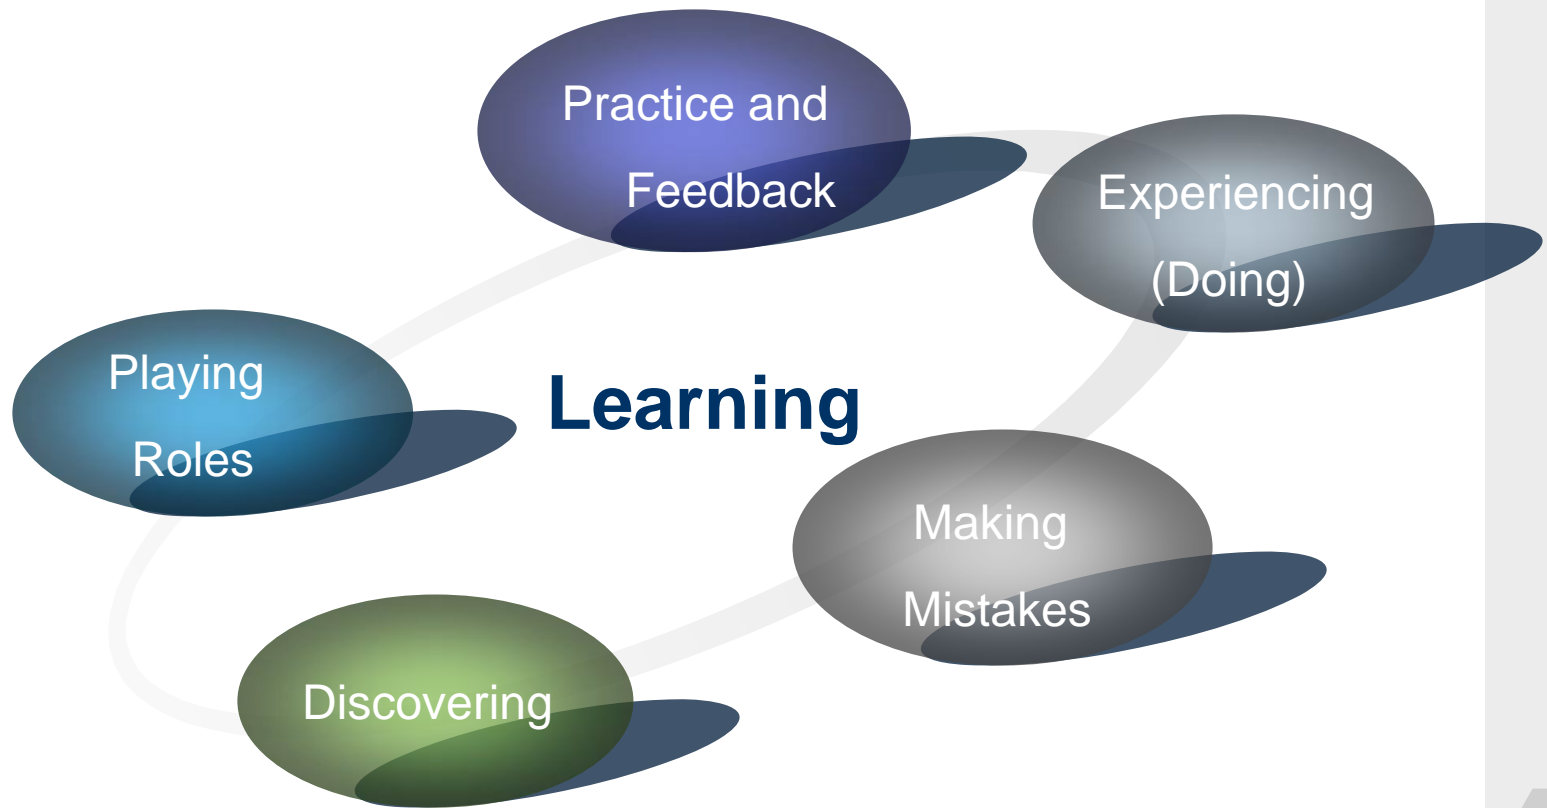 Practice and
Feedback
Experiencing
(Doing)
Playing
Roles
Learning
Making
Mistakes
Discovering